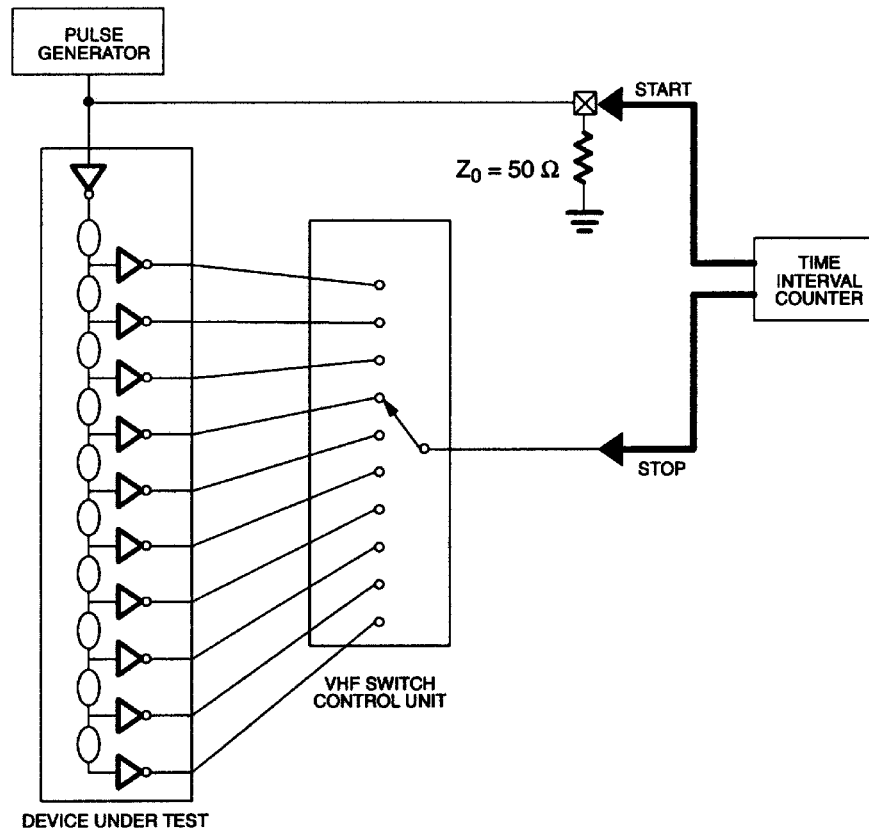 PULSE
GENERATOR
START
Z0 = 50 Ω
TIME
INTERVAL
COUNTER
STOP
VHF SWITCH
CONTROL UNIT
DEVICE UNDER TEST